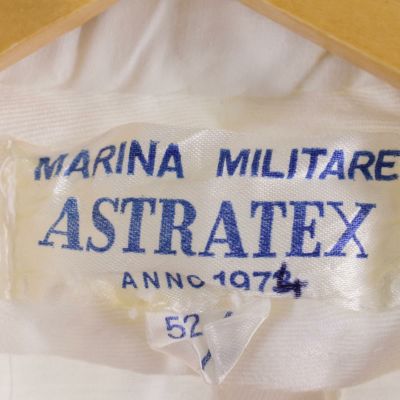 MARINA MILITARE
ASTRATEX
ANNO 1974
52